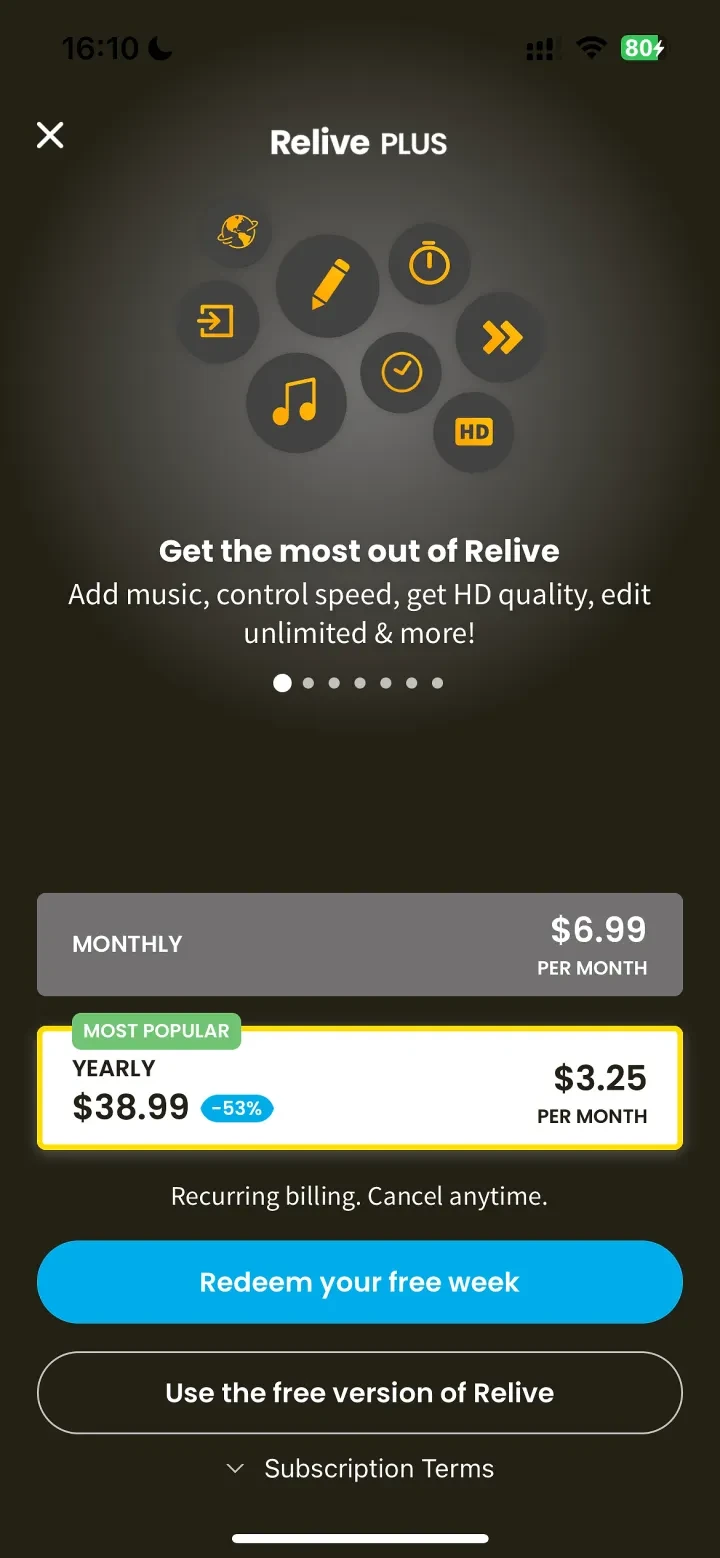 16:10
80
Relive PLUS
HD
Get the most out of Relive
Add music, control speed, get HD quality, edit
unlimited & more!
MONTHLY
$6.99
PER MONTH
MOST POPULAR
YEARLY
$38.99 -53%
$3.25
PER MONTH
Recurring billing. Cancel anytime.
Redeem your free week
Use the free version of Relive
Subscription Terms